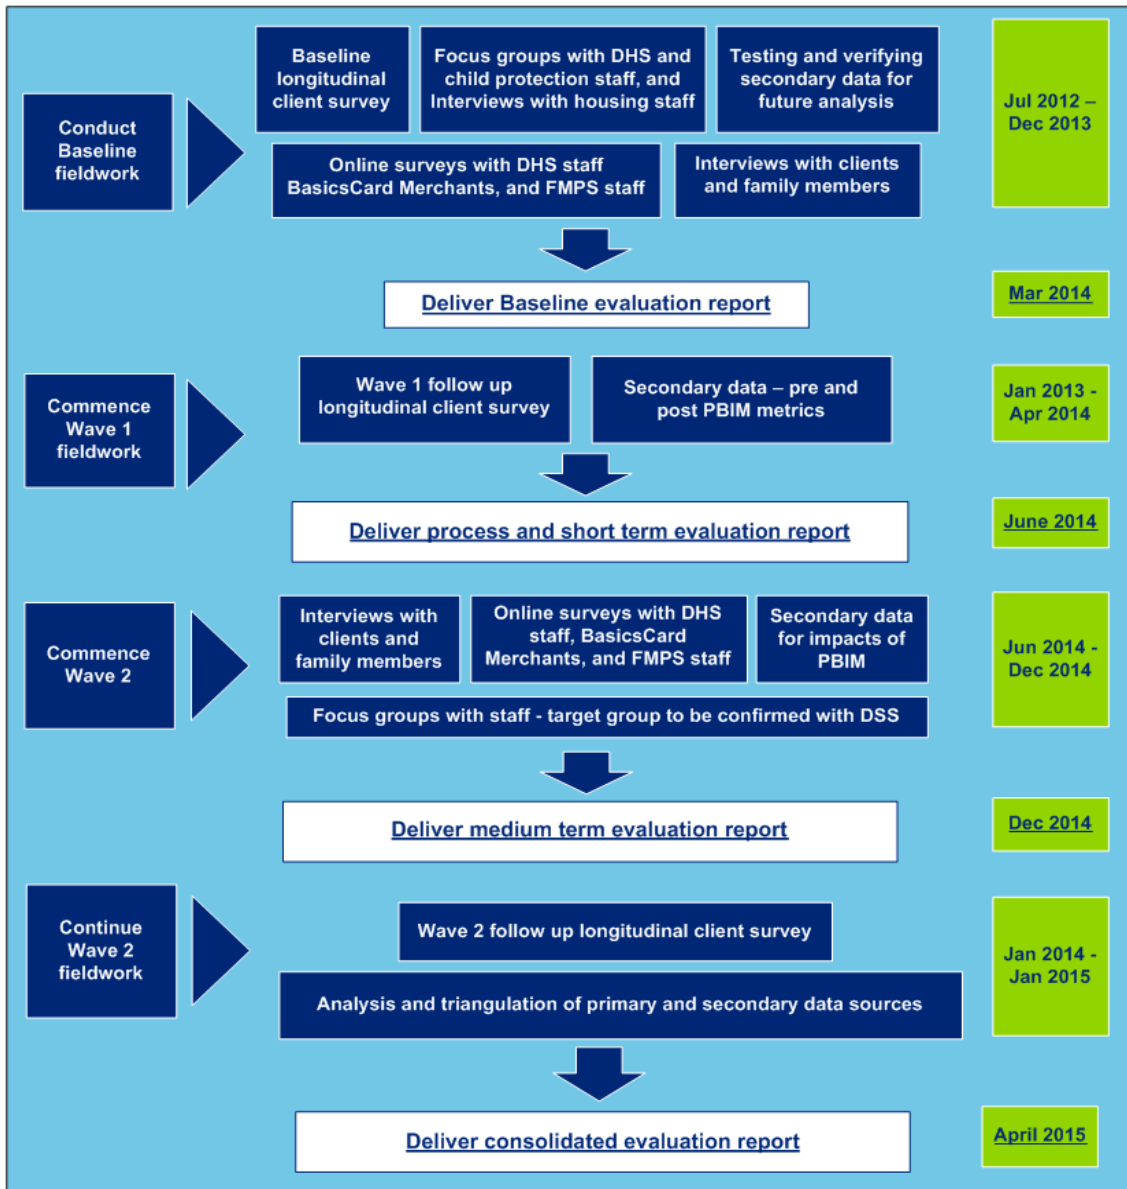 Conduct
Baseline
fieldwork
Baseline
longitudinal
client survey
Focus groups with DHS and
child protection staff, and
Interviews with housing staff
Testing and verifying
secondary data for
future analysis
Online surveys with DHS staff
BasicsCard Merchants, and FMPS staff
Interviews with clients
and family members
Jul 2012 –
Dec 2013
Deliver Baseline evaluation report
Mar 2014
Commence
Wave 1
fieldwork
Wave 1 follow up
longitudinal client survey
Secondary data – pre and
post PBIM metrics
Jan 2013 -
Apr 2014
Deliver process and short term evaluation report
June 2014
Commence
Wave 2
Interviews with
clients and
family members
Online surveys with DHS
staff, BasicsCard
Merchants, and FMPS staff
Secondary data
for impacts of
PBIM
Focus groups with staff - target group to be confirmed with DSS
Jun 2014 -
Dec 2014
Deliver medium term evaluation report
Dec 2014
Continue
Wave 2
fieldwork
Wave 2 follow up longitudinal client survey
Analysis and triangulation of primary and secondary data sources
Jan 2014 -
Jan 2015
Deliver consolidated evaluation report
April 2015